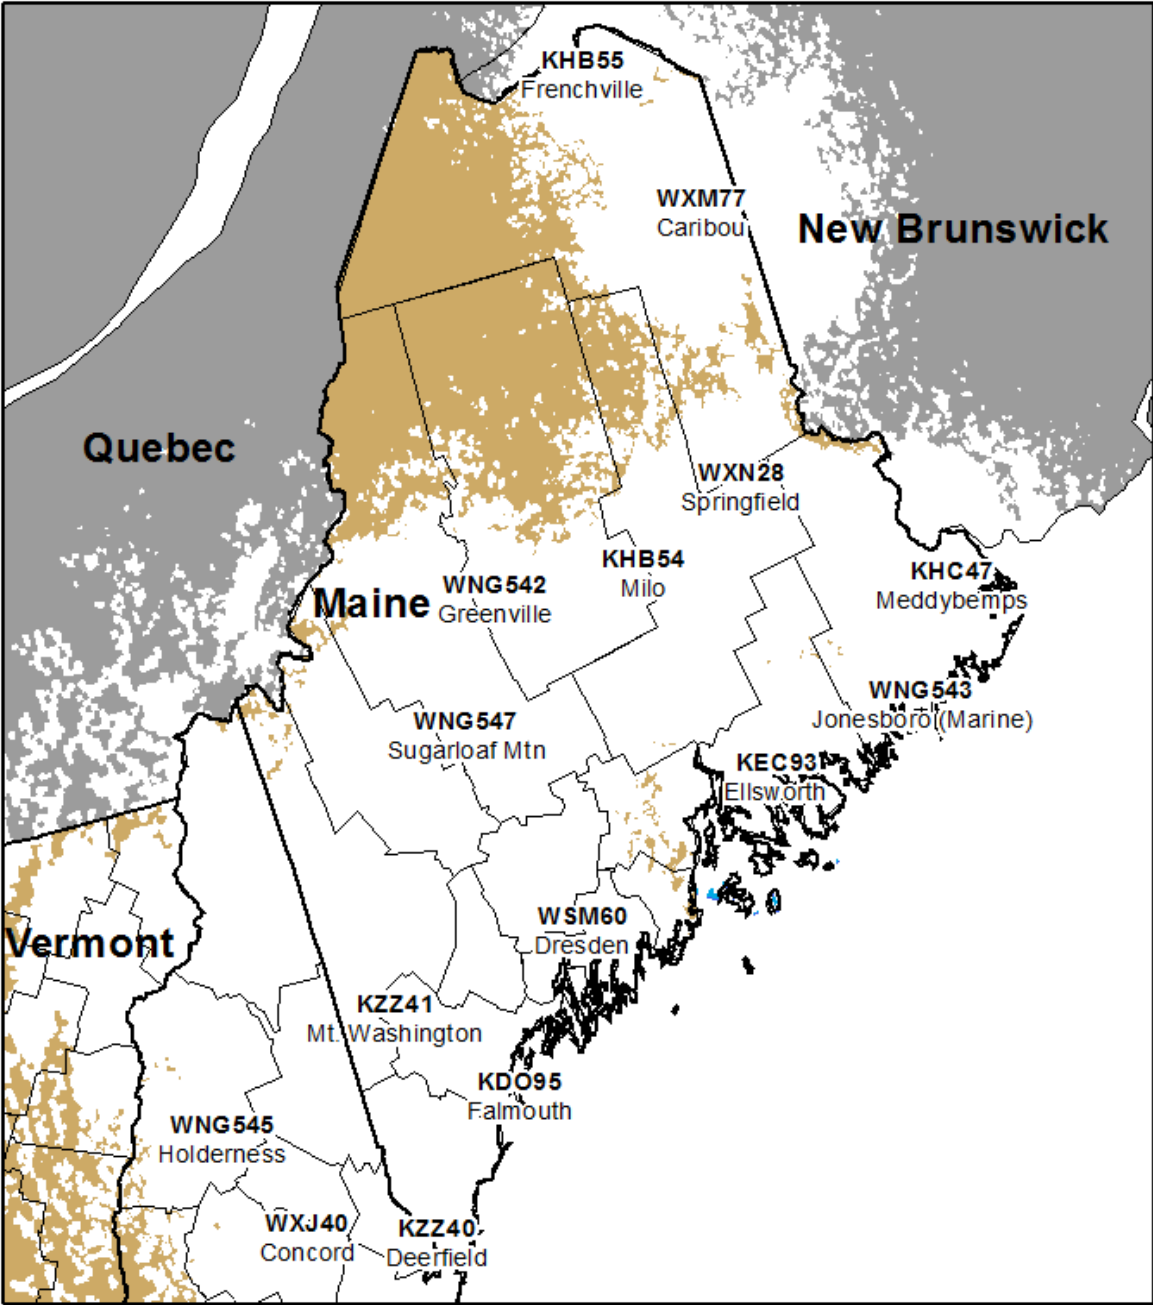 KHB55
Frenchville
WXM77
Caribou
New Brunswick
Quebec
WXN28
Springfield
KHB54
Milo
KHC47
Meddybemps
WNG542
Greenville
Maine
WNG543
Jonesboro (Marine)
WNG547
Sugarloaf Mtn
KEC93
Ellsworth
WSM60
Dresden
Vermont
KZZ41
Mt. Washington
KDO95
Falmouth
WNG545
Holderness
WXJ40
Concord
KZZ40
Deerfield